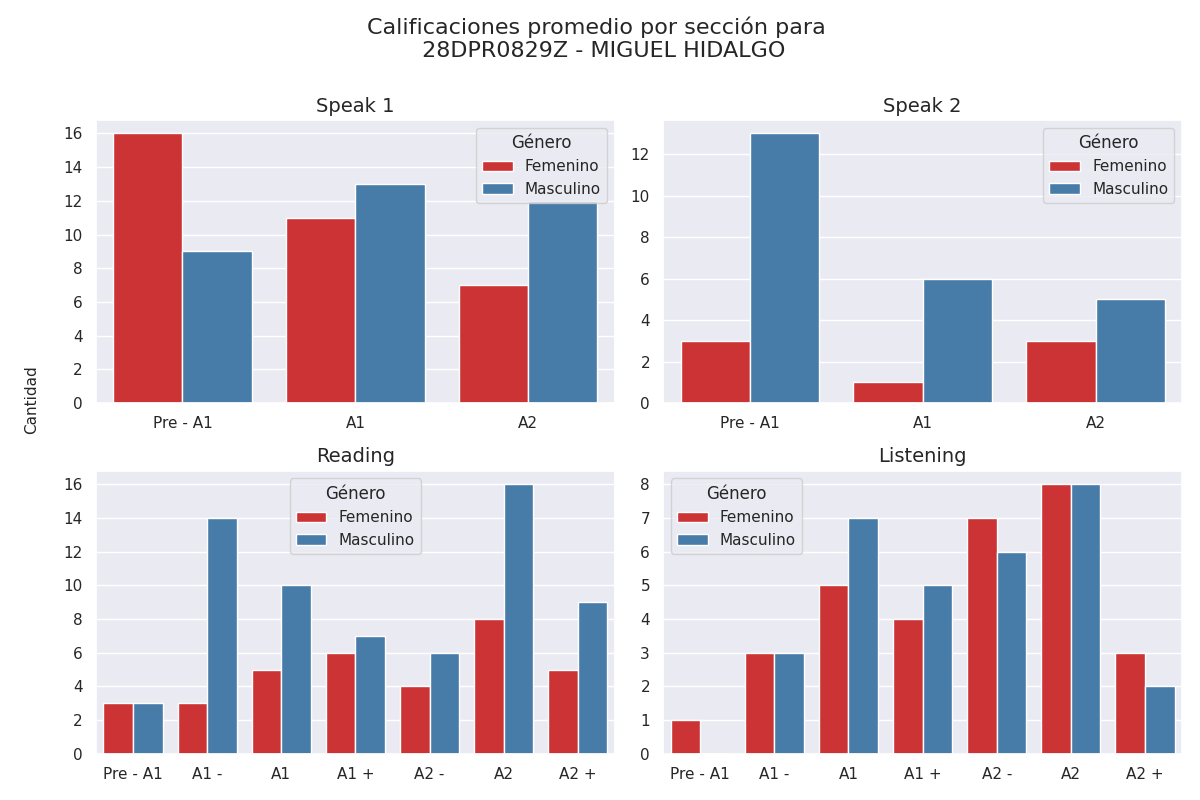 Calificaciones promedio por sección para
28DPR0829Z - MIGUEL HIDALGO
Cantidad
Speak 1
16
14
12
10
8
6
4
2
0
Pre - A1 A1 A2
Género
Femenino
Masculino
Speak 2
12
10
8
6
4
2
0
Pre - A1 A1 A2
Género
Femenino
Masculino
Reading
16
14
12
10
8
6
4
2
0
Pre - A1 A1 - A1 A1 + A2 - A2 A2 +
Género
Femenino
Masculino
Listening
8
7
6
5
4
3
2
1
0
Pre - A1 A1 - A1 A1 + A2 - A2 A2 +
Género
Femenino
Masculino